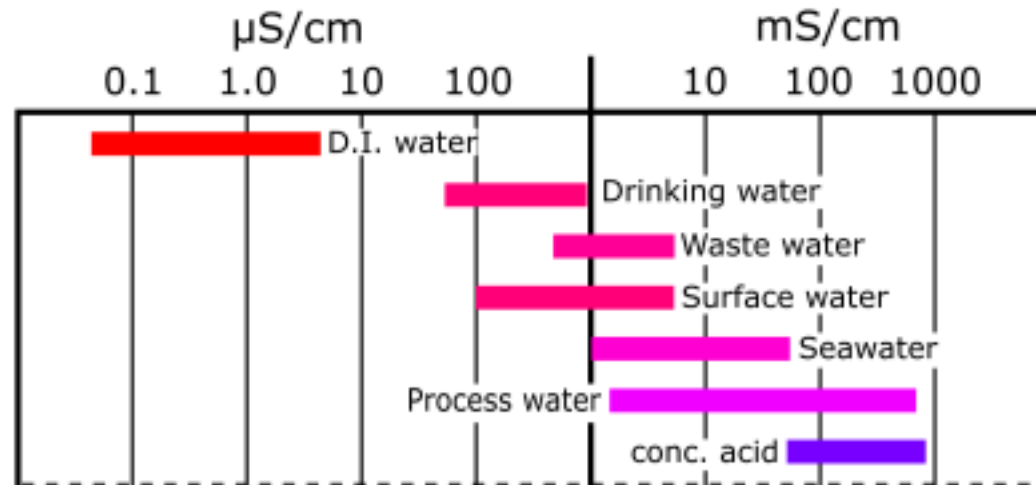 µS/cm mS/cm
0.1 1.0 10 100 10 100 1000
D.I. water
Drinking water
Waste water
Surface water
Seawater
Process water
conc. acid